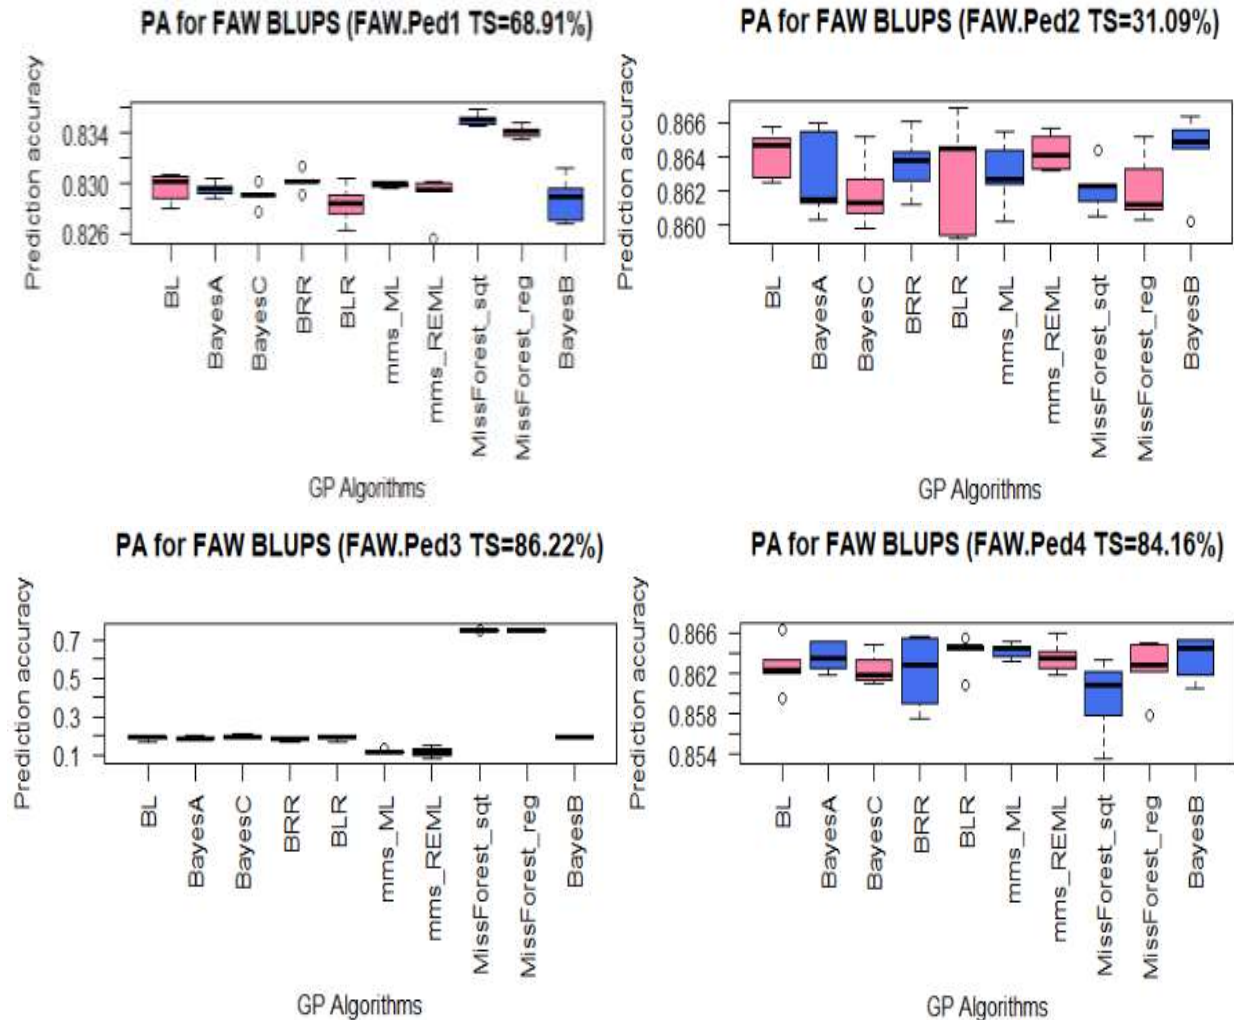 PA for FAW BLUPS (FAW.Ped1 TS=68.91%)
Prediction accuracy
0.834
0.830
0.826
BL
BayesA
BayesC
BRR
BLR
mms_ML
mms_REML
MissForest_sqt
MissForest_reg
BayesB
GP Algorithms
PA for FAW BLUPS (FAW.Ped2 TS=31.09%)
Prediction accuracy
0.866
0.864
0.862
0.860
BL
BayesA
BayesC
BRR
BLR
mms_ML
mms_REML
MissForest_sqt
MissForest_reg
BayesB
GP Algorithms
PA for FAW BLUPS (FAW.Ped3 TS=86.22%)
Prediction accuracy
0.7
0.5
0.3
0.1
BL
BayesA
BayesC
BRR
BLR
mms_ML
mms_REML
MissForest_sqt
MissForest_reg
BayesB
GP Algorithms
PA for FAW BLUPS (FAW.Ped4 TS=84.16%)
Prediction accuracy
0.866
0.862
0.858
0.854
BL
BayesA
BayesC
BRR
BLR
mms_ML
mms_REML
MissForest_sqt
MissForest_reg
BayesB
GP Algorithms